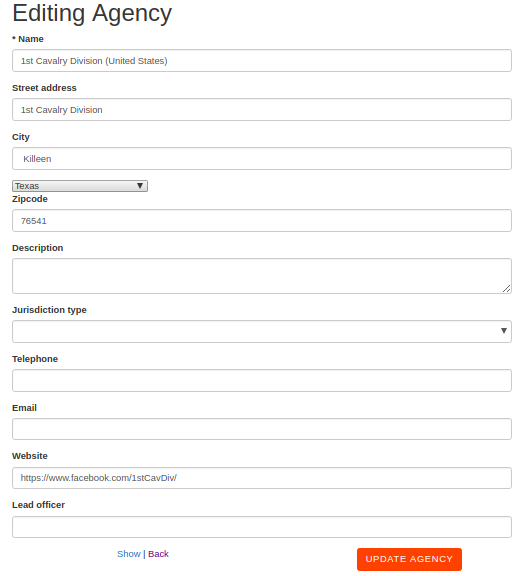 Editing Agency
* Name
1st Cavalry Division (United States)
Street address
1st Cavalry Division
City
Killeen
Texas
Zipcode
76541
Description
Jurisdiction type
Telephone
Email
Website
https://www.facebook.com/1stCavDiv/
Lead officer
Show | Back
UPDATE AGENCY